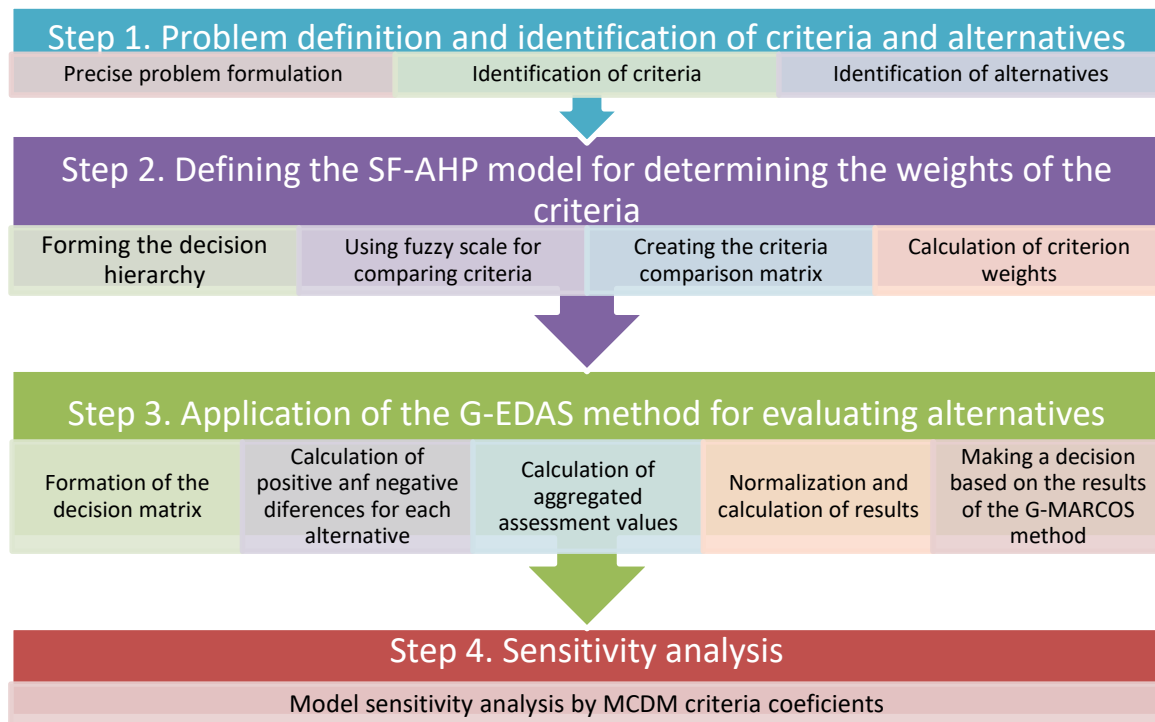 Step 1. Problem definition and identification of criteria and alternatives
Precise problem formulation
Identification of criteria
Identification of alternatives
Step 2. Defining the SF-AHP model for determining the weights of the
criteria
Forming the decision
hierarchy
Using fuzzy scale for
comparing criteria
Creating the criteria
comparison matrix
Calculation of criterion
weights
Step 3. Application of the G-EDAS method for evaluating alternatives
Formation of the
decision matrix
Calculation of
positive anf negative
diferences for each
alternative
Calculation of
aggregated
assessment values
Normalization and
calculation of results
Making a decision
based on the results
of the G-MARCOS
method
Step 4. Sensitivity analysis
Model sensitivity analysis by MCDM criteria coeficients